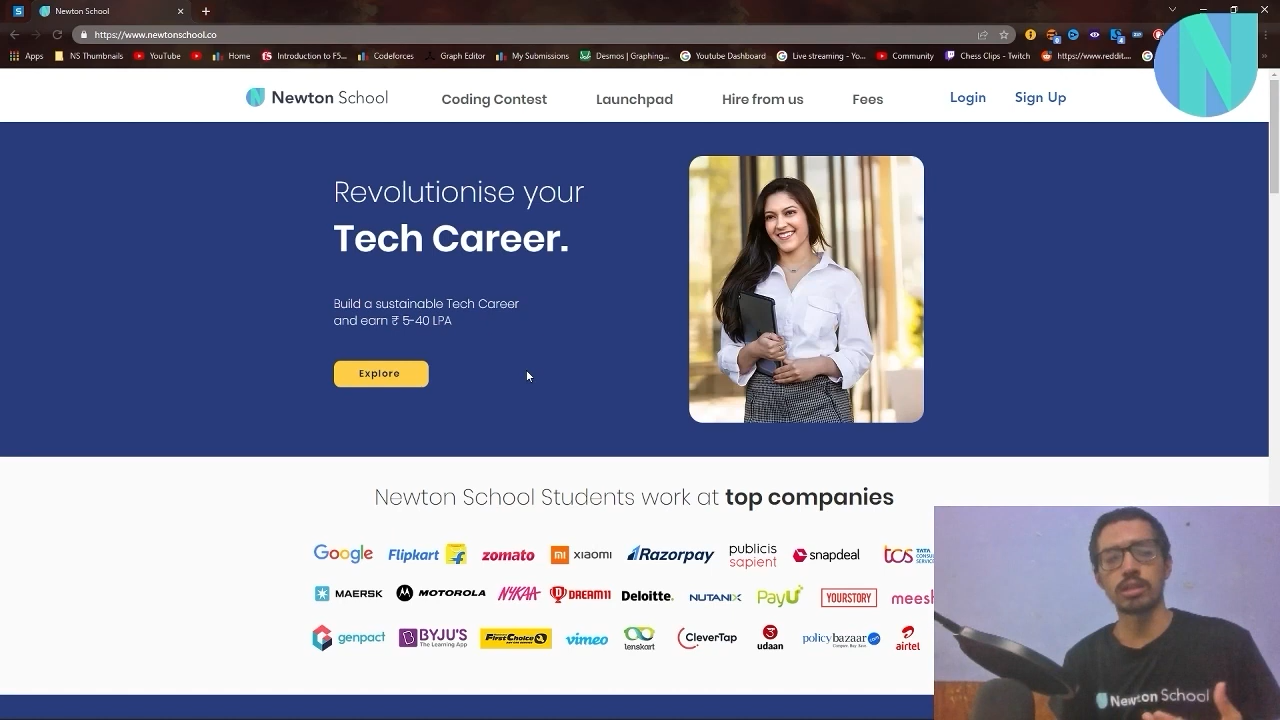 Newton School
https://www.newtonschool.co
Apps NS Thumbnails YouTube Home Introduction to F5... Codeforces Graph Editor My Submissions Desmos | Graphing... YouTube Dashboard Live streaming - Yo... Community Chess Clips - Twitch https://www.reddit....
Newton School
Coding Contest Launchpad Hire from us Fees Login Sign Up
Revolutionise your
Tech Career.
Build a sustainable Tech Career
and earn ₹ 5-40 LPA
Explore
Newton School Students work at top companies
Google Flipkart zomato mi xiaomi Razorpay publicis sapient snapdeal tcs TATA
MAERSK MOTOROLA NYKAA DREAM11 Deloitte. NUTANIX PayU YOURSTORY meesh
genpact BYJU'S The Learning App FirstChoice vimeo lenskart CleverTap udaan policybazaar airtel
Newton School